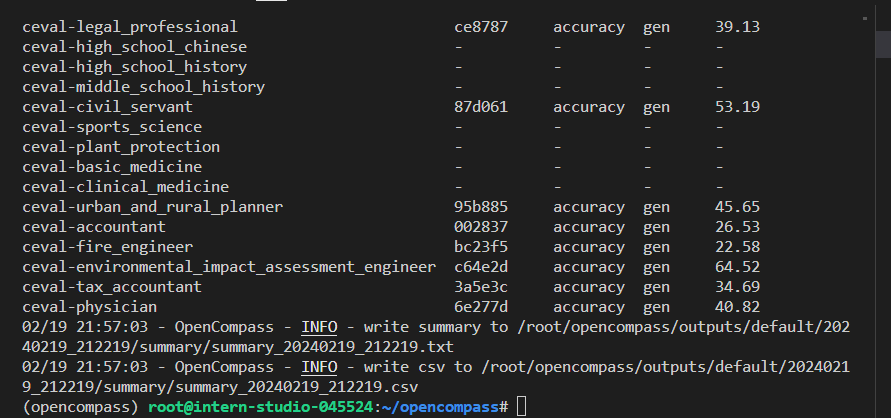 ceval-legal_professional ce8787 accuracy gen 39.13
ceval-high_school_chinese - - - -
ceval-high_school_history - - - -
ceval-middle_school_history - - - -
ceval-civil_servant 87d061 accuracy gen 53.19
ceval-sports_science - - - -
ceval-plant_protection - - - -
ceval-basic_medicine - - - -
ceval-clinical_medicine - - - -
ceval-urban_and_rural_planner 95b885 accuracy gen 45.65
ceval-accountant 002837 accuracy gen 26.53
ceval-fire_engineer bc23f5 accuracy gen 22.58
ceval-environmental_impact_assessment_engineer c64e2d accuracy gen 64.52
ceval-tax_accountant 3a5e3c accuracy gen 34.69
ceval-physician 6e277d accuracy gen 40.82
02/19 21:57:03 - OpenCompass - INFO - write summary to /root/opencompass/outputs/default/202
40219_212219/summary/summary_20240219_212219.txt
02/19 21:57:03 - OpenCompass - INFO - write csv to /root/opencompass/outputs/default/2024021
9_212219/summary/summary_20240219_212219.csv
(opencompass) root@intern-studio-045524:~/opencompass#